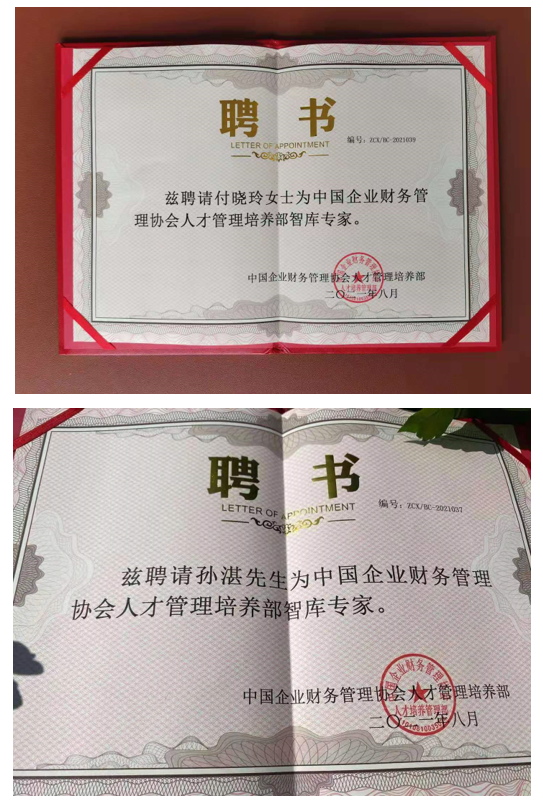 聘 书
LETTER OF APPOINTMENT
编号：ZCX/BC-2021039
兹聘请付晓玲女士为中国企业财务管
理协会人才管理培养部智库专家。
中国企业财务管理协会人才管理培养部
二〇二一年八月
聘 书
LETTER OF APPOINTMENT
编号：ZCX/BC-2021037
兹聘请孙湛先生为中国企业财务管理
协会人才管理培养部智库专家。
中国企业财务管理协会人才管理培养部
二〇二一年八月